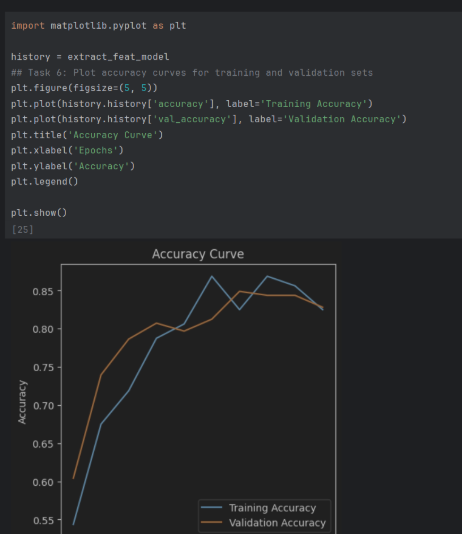 import matplotlib.pyplot as plt
history = extract_feat_model
## Task 6: Plot accuracy curves for training and validation sets
plt.figure(figsize=(5, 5))
plt.plot(history.history['accuracy'], label='Training Accuracy')
plt.plot(history.history['val_accuracy'], label='Validation Accuracy')
plt.title('Accuracy Curve')
plt.xlabel('Epochs')
plt.ylabel('Accuracy')
plt.legend()
plt.show()
[25]
Accuracy Curve
0.85
0.80
0.75
0.70
0.65
0.60
0.55
Accuracy
Training Accuracy
Validation Accuracy